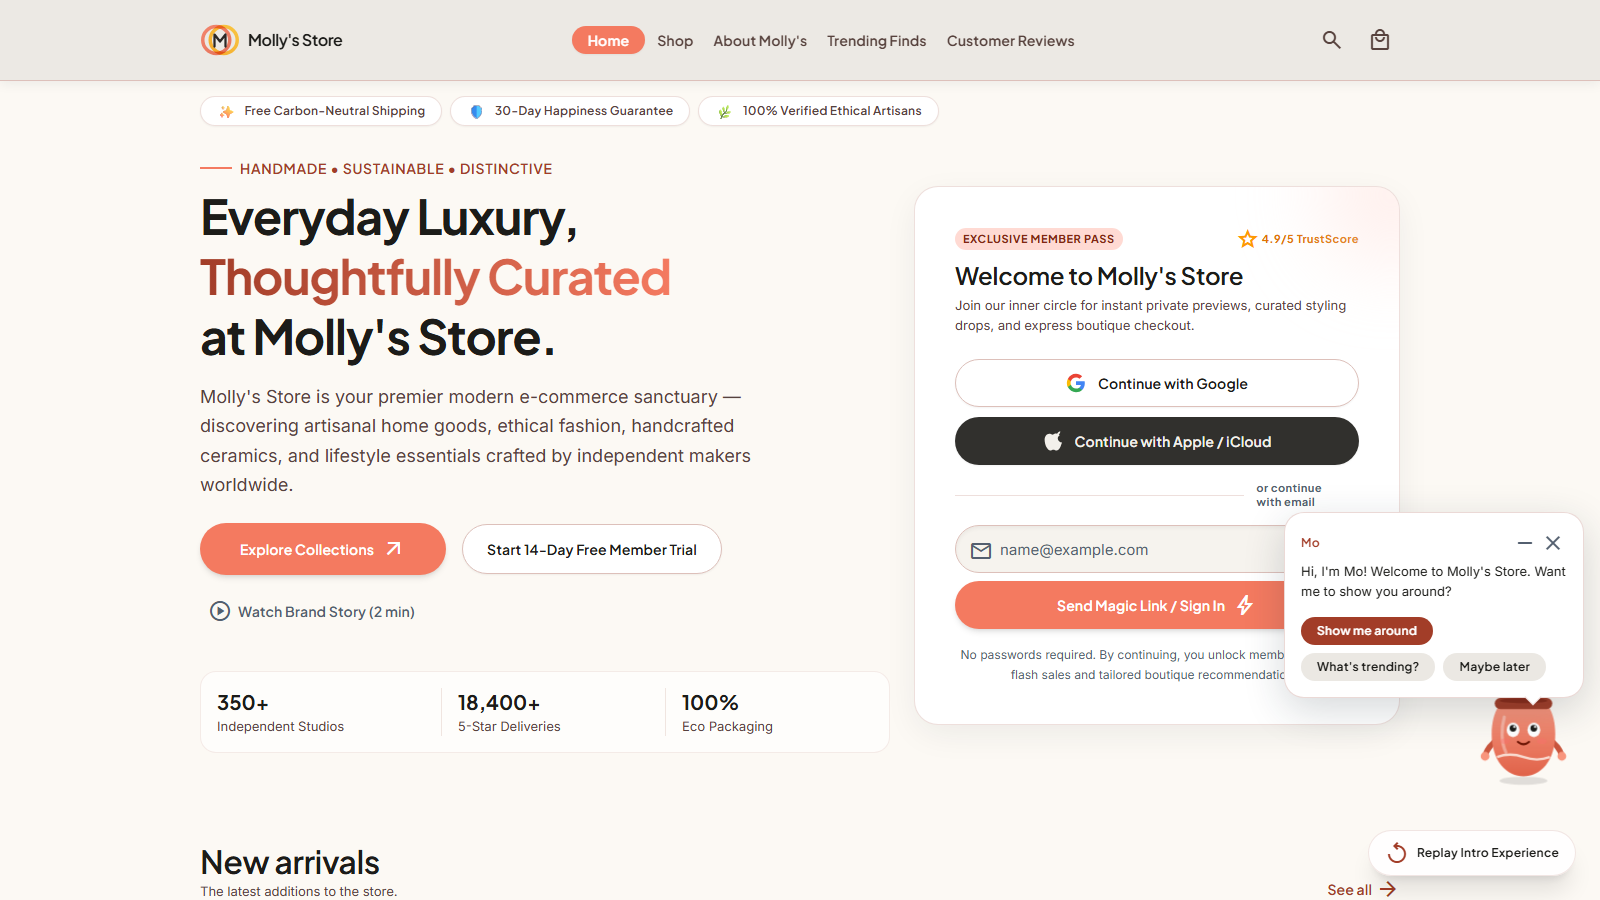 M Molly's Store
Home Shop About Molly's Trending Finds Customer Reviews
Free Carbon-Neutral Shipping
30-Day Happiness Guarantee
100% Verified Ethical Artisans
HANDMADE • SUSTAINABLE • DISTINCTIVE
Everyday Luxury,
Thoughtfully Curated
at Molly's Store.
Molly's Store is your premier modern e-commerce sanctuary —
discovering artisanal home goods, ethical fashion, handcrafted
ceramics, and lifestyle essentials crafted by independent makers
worldwide.
Explore Collections
Start 14-Day Free Member Trial
Watch Brand Story (2 min)
350+
Independent Studios
18,400+
5-Star Deliveries
100%
Eco Packaging
EXCLUSIVE MEMBER PASS
4.9/5 TrustScore
Welcome to Molly's Store
Join our inner circle for instant private previews, curated styling
drops, and express boutique checkout.
Continue with Google
Continue with Apple / iCloud
or continue
with email
name@example.com
Send Magic Link / Sign In
No passwords required. By continuing, you unlock
flash sales and tailored boutique
Mo
Hi, I'm Mo! Welcome to Molly's Store. Want
me to show you around?
Show me around
What's trending?
Maybe later
Replay Intro Experience
New arrivals
The latest additions to the store.
See all